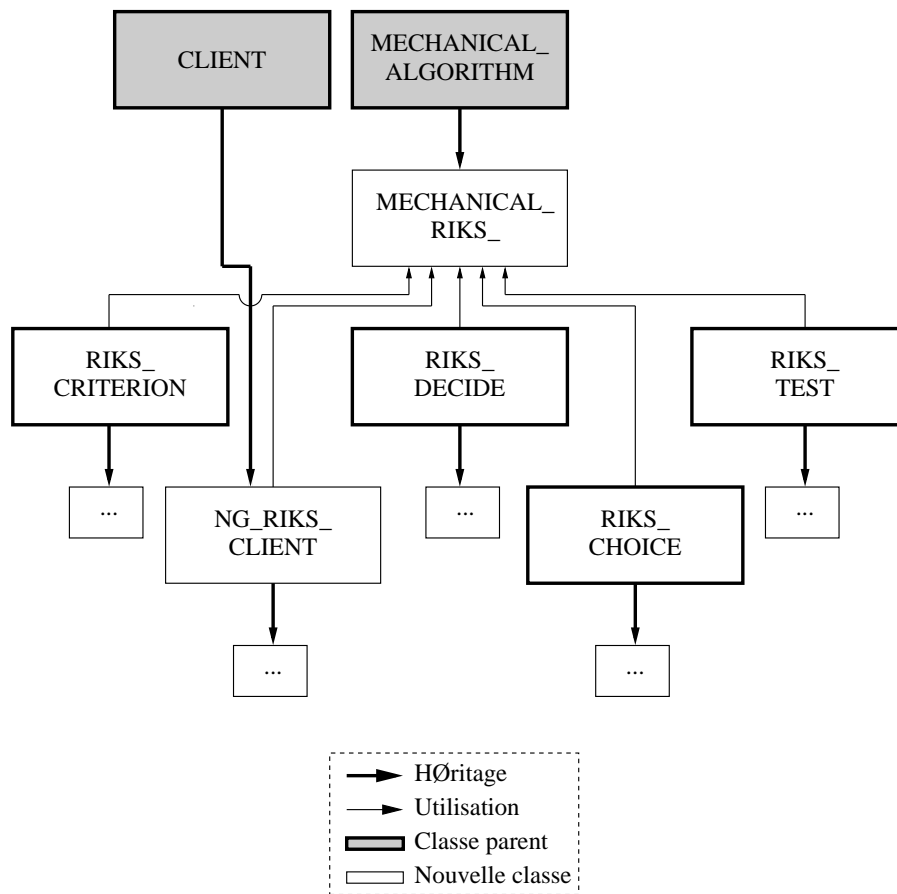 CLIENT
MECHANICAL_
ALGORITHM
MECHANICAL_
RIKS_
RIKS_
CRITERION
RIKS_
DECIDE
RIKS_
TEST
...
NG_RIKS_
CLIENT
...
RIKS_
CHOICE
...
...
...
HØritage
Utilisation
Classe parent
Nouvelle classe